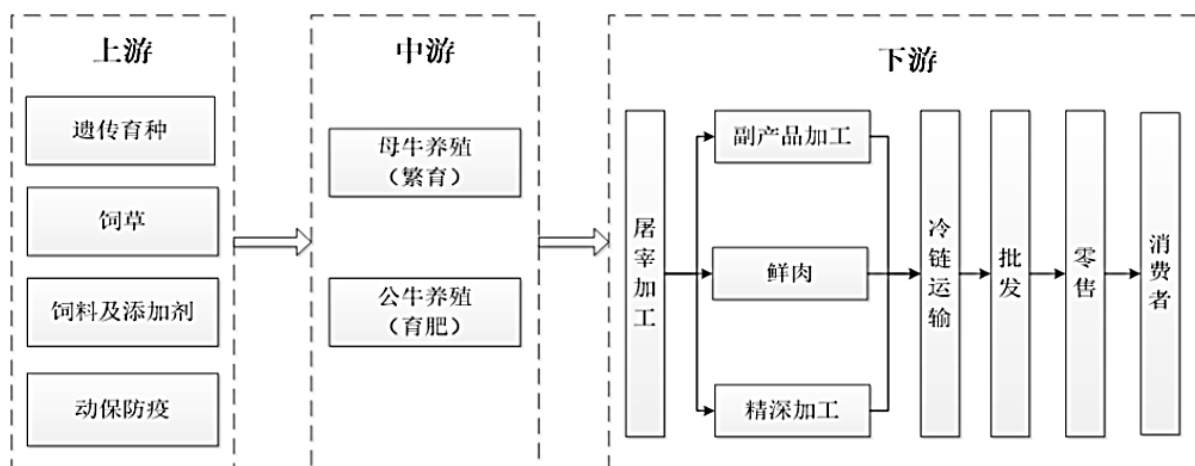 上游
遗传育种
饲草
饲料及添加剂
动保防疫
中游
母牛养殖
（繁育）
公牛养殖
（育肥）
下游
屠宰加工
副产品加工
鲜肉
精深加工
冷链运输
批发
零售
消费者